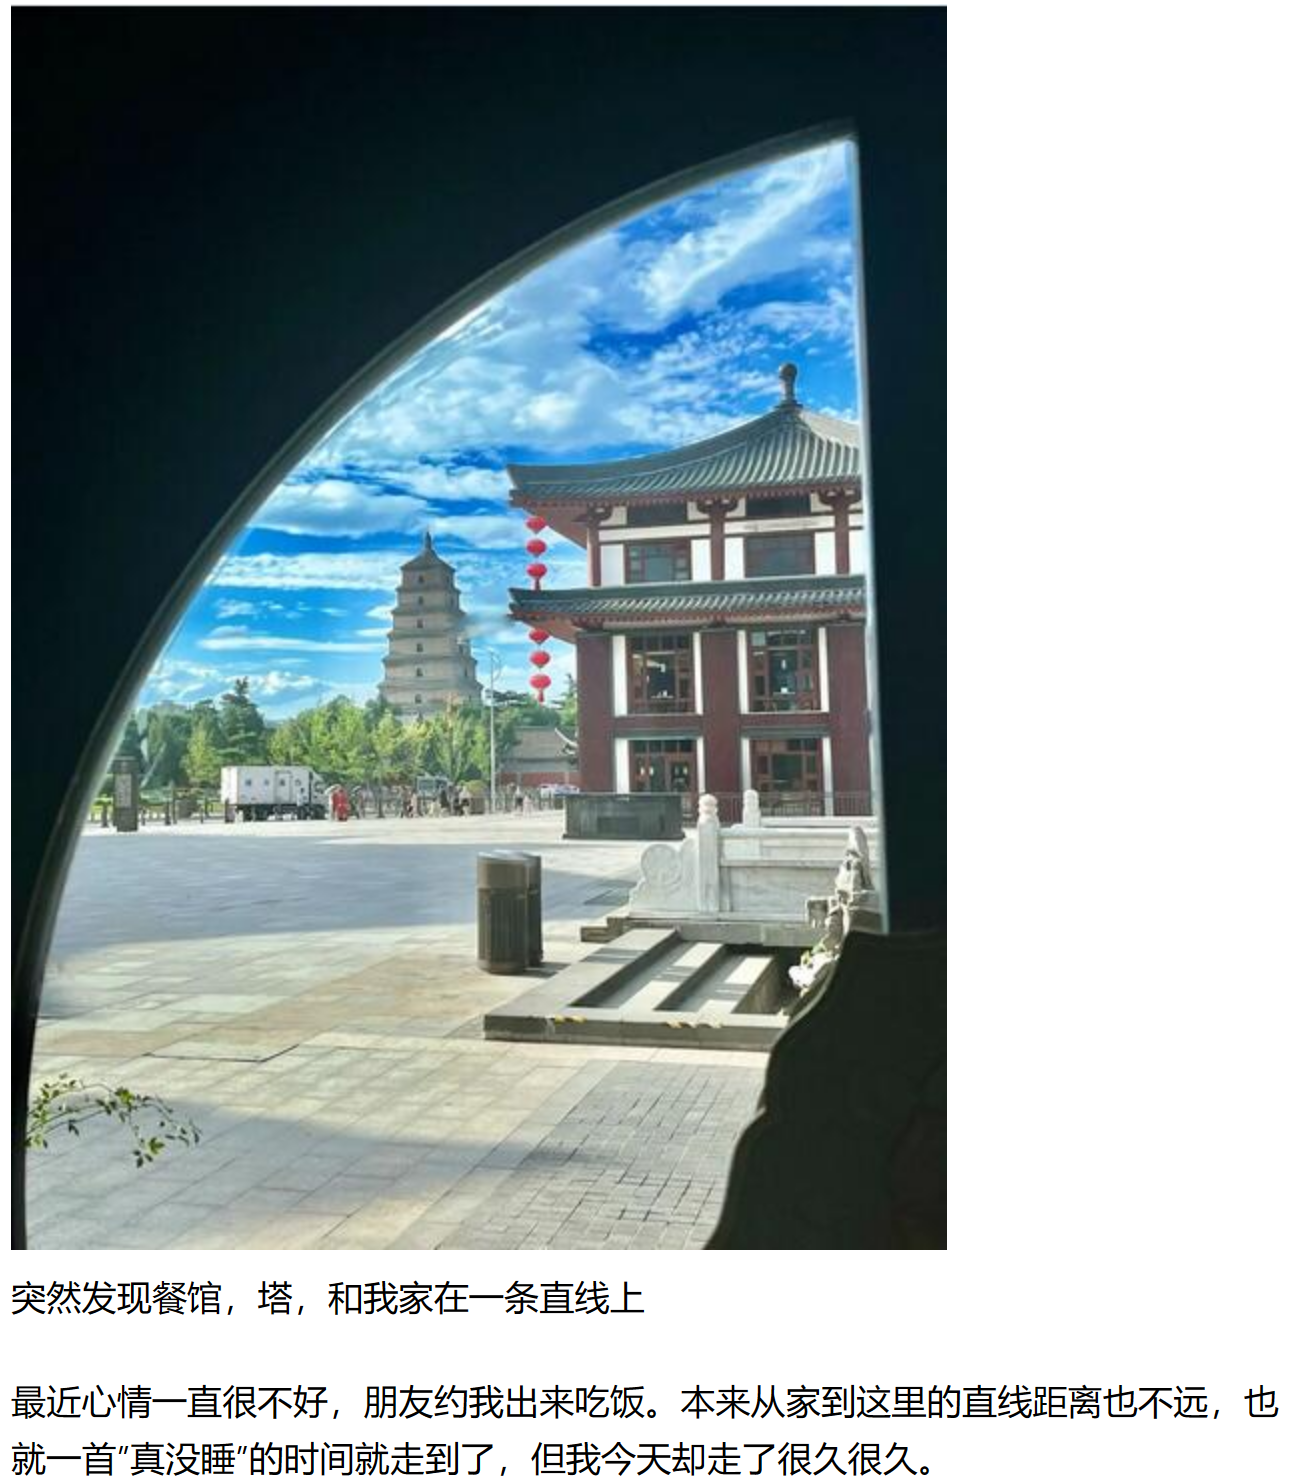 突然发现餐馆，塔，和我家在一条直线上
最近心情一直很不好，朋友约我出来吃饭。本来从家到这里的直线距离也不远，也
就一首"真没睡"的时间就走到了，但我今天却走了很久很久。